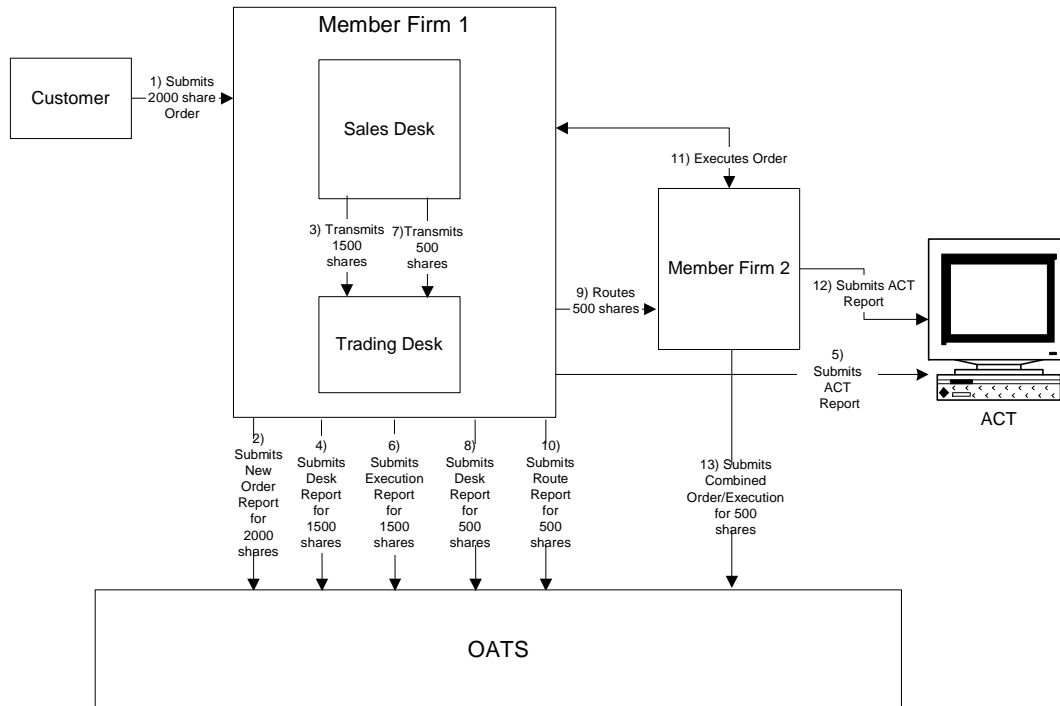 Member Firm 1
Customer
1) Submits
2000 share
Order
Sales Desk
3) Transmits
1500
shares
7)Transmits
500
shares
Trading Desk
11) Executes Order
Member Firm 2
9) Routes
500 shares
12) Submits ACT
Report
5)
Submits
ACT
Report
ACT
2)
Submits
New
Order
Report
for
2000
shares
4)
Submits
Desk
Report
for
1500
shares
6)
Submits
Execution
Report for
1500
shares
8)
Submits
Desk
Report
for
500
shares
10)
Submits
Route
Report for
500
shares
13) Submits
Combined
Order/Execution
for 500
shares
OATS